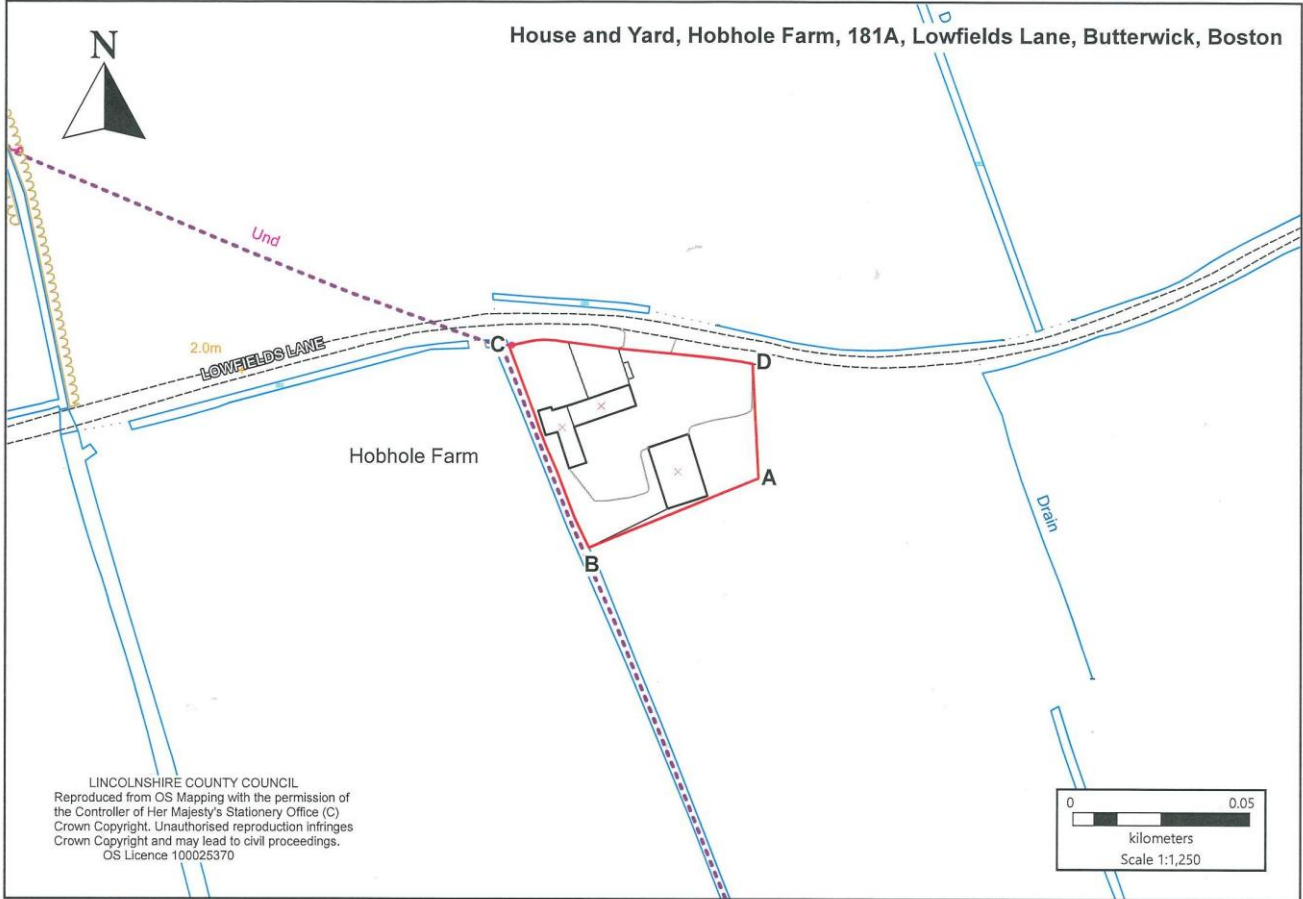 House and Yard, Hobhole Farm, 181A, Lowfields Lane, Butterwick, Boston
N
D
Und
2.0m
LOWFIELDS LANE
C
D
Hobhole Farm
A
B
Drain
LINCOLNSHIRE COUNTY COUNCIL
Reproduced from OS Mapping with the permission of
the Controller of Her Majesty's Stationery Office (C)
Crown Copyright. Unauthorised reproduction infringes
Crown Copyright and may lead to civil proceedings.
OS Licence 100025370
0 0.05
kilometers
Scale 1:1,250